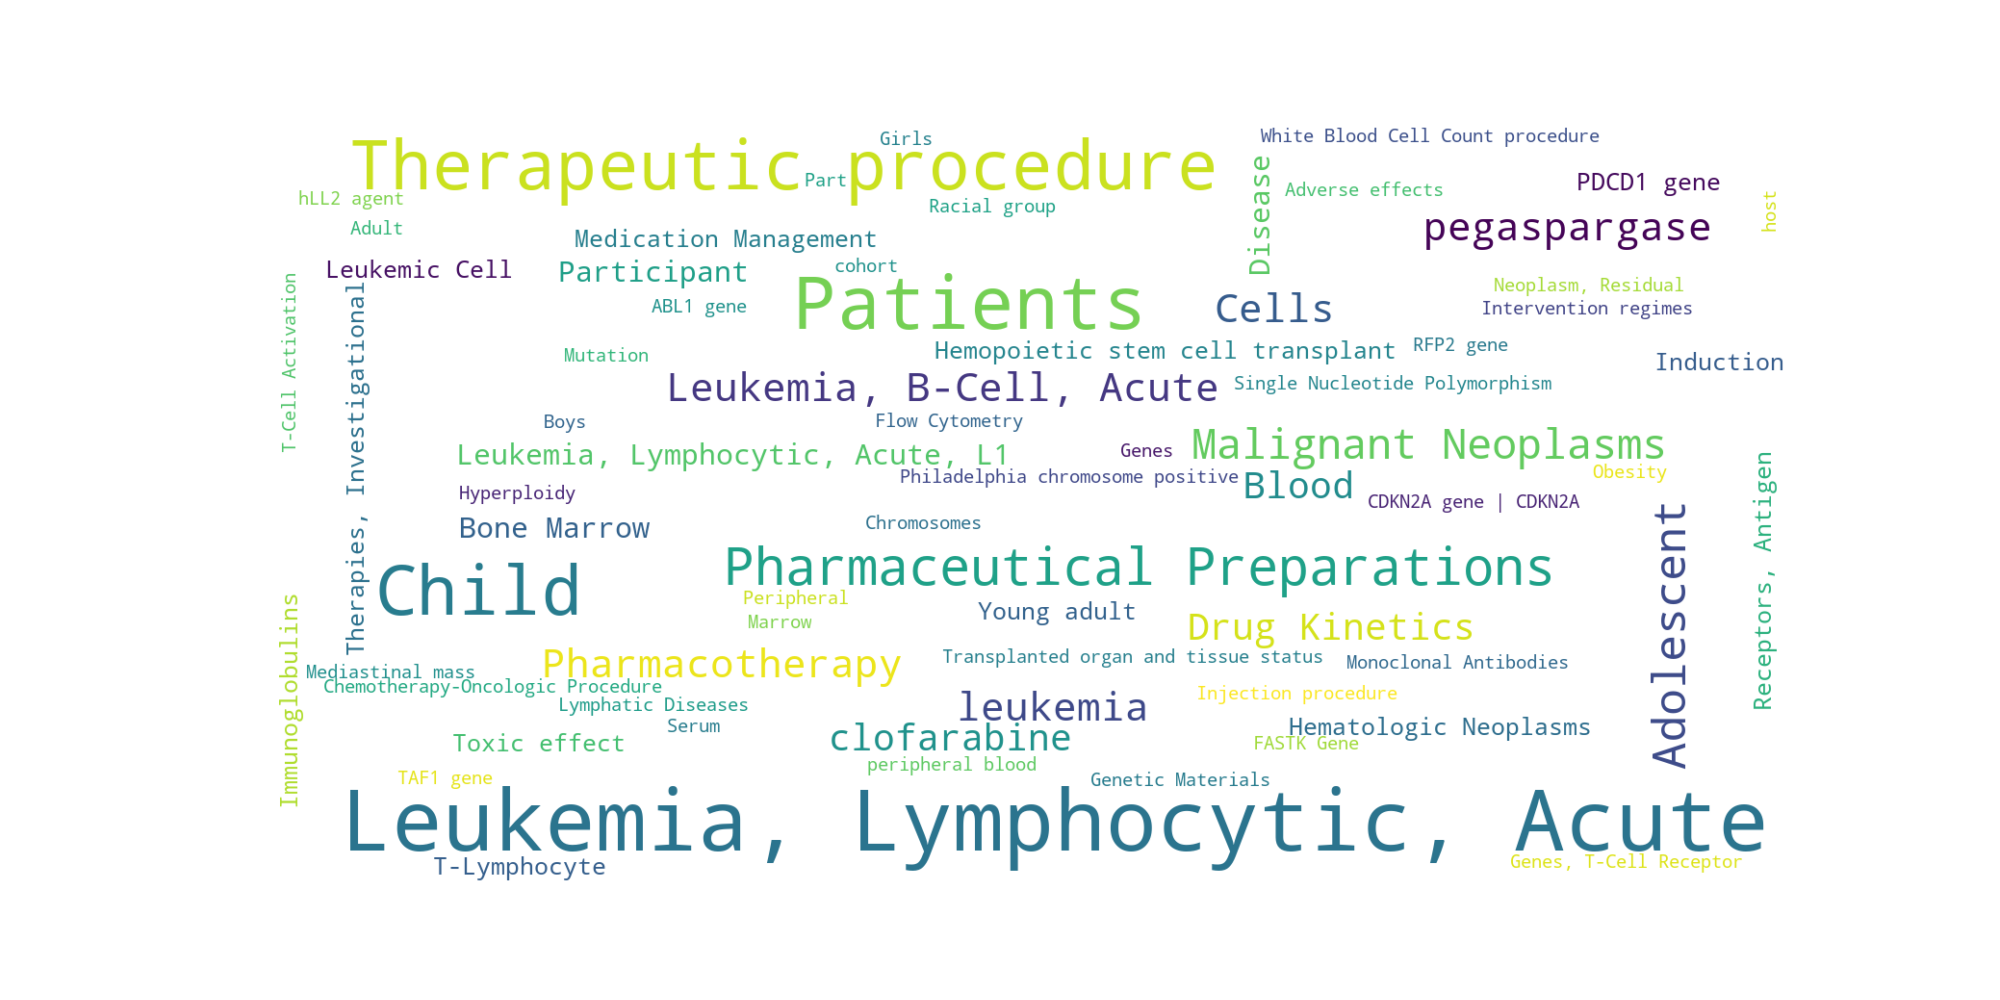 Girls
White Blood Cell Count procedure
Therapeutic procedure
Part
hLL2 agent
Racial group
Adult
Disease
Adverse effects
PDCD1 gene
host
pegaspargase
Medication Management
Leukemic Cell
Participant
cohort
ABL1 gene
Patients
Cells
Neoplasm, Residual
Intervention regimes
T-Cell Activation
Therapies, Investigational
Mutation
Hemopoietic stem cell transplant
RFP2 gene
Induction
Leukemia, B-Cell, Acute
Single Nucleotide Polymorphism
Boys
Flow Cytometry
Leukemia, Lymphocytic, Acute, L1
Genes
Malignant Neoplasms
Philadelphia chromosome positive
Obesity
Hyperploidy
Blood
CDKN2A gene | CDKN2A
Receptors, Antigen
Bone Marrow
Chromosomes
Adolescent
Child
Pharmaceutical Preparations
Peripheral
Marrow
Young adult
Drug Kinetics
Immunoglobulins
Mediastinal mass
Pharmacotherapy
Transplanted organ and tissue status
Monoclonal Antibodies
Chemotherapy-Oncologic Procedure
Lymphatic Diseases
leukemia
Injection procedure
Serum
Toxic effect
clofarabine
Hematologic Neoplasms
FASTK Gene
peripheral blood
TAF1 gene
Genetic Materials
Leukemia, Lymphocytic, Acute
T-Lymphocyte
Genes, T-Cell Receptor